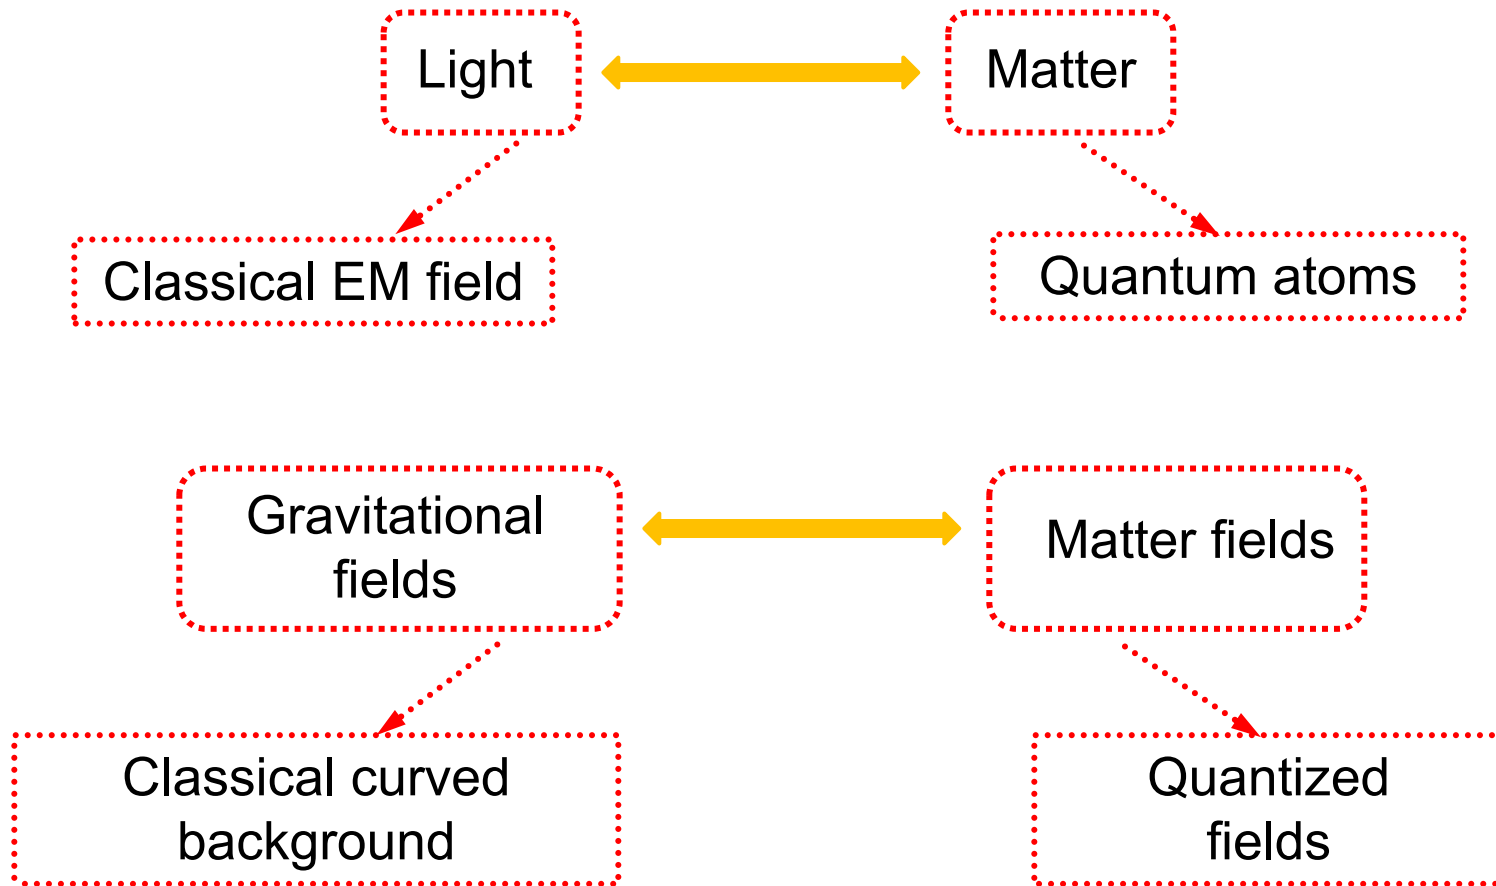 Light
Matter
Classical EM field
Quantum atoms
Gravitational
fields
Matter fields
Classical curved
background
Quantized
fields